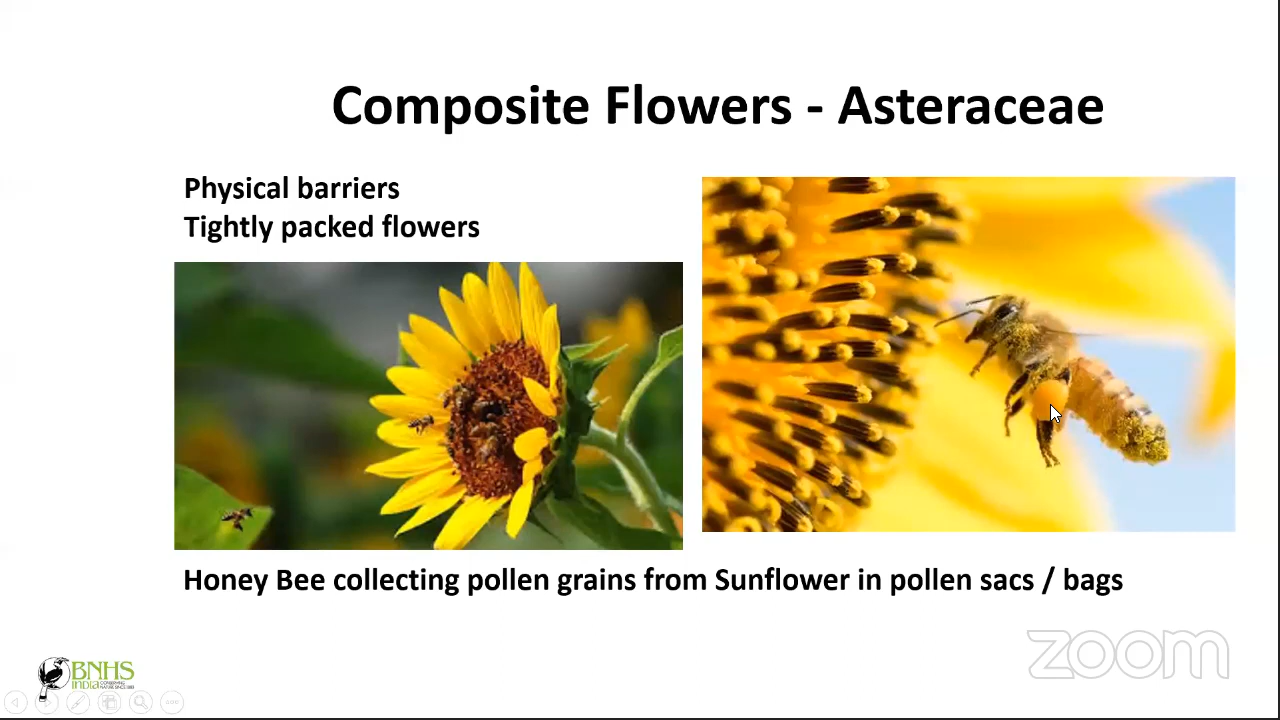 Composite Flowers - Asteraceae
Physical barriers
Tightly packed flowers
Honey Bee collecting pollen grains from Sunflower in pollen sacs / bags
zoom
BNHS
INDIA